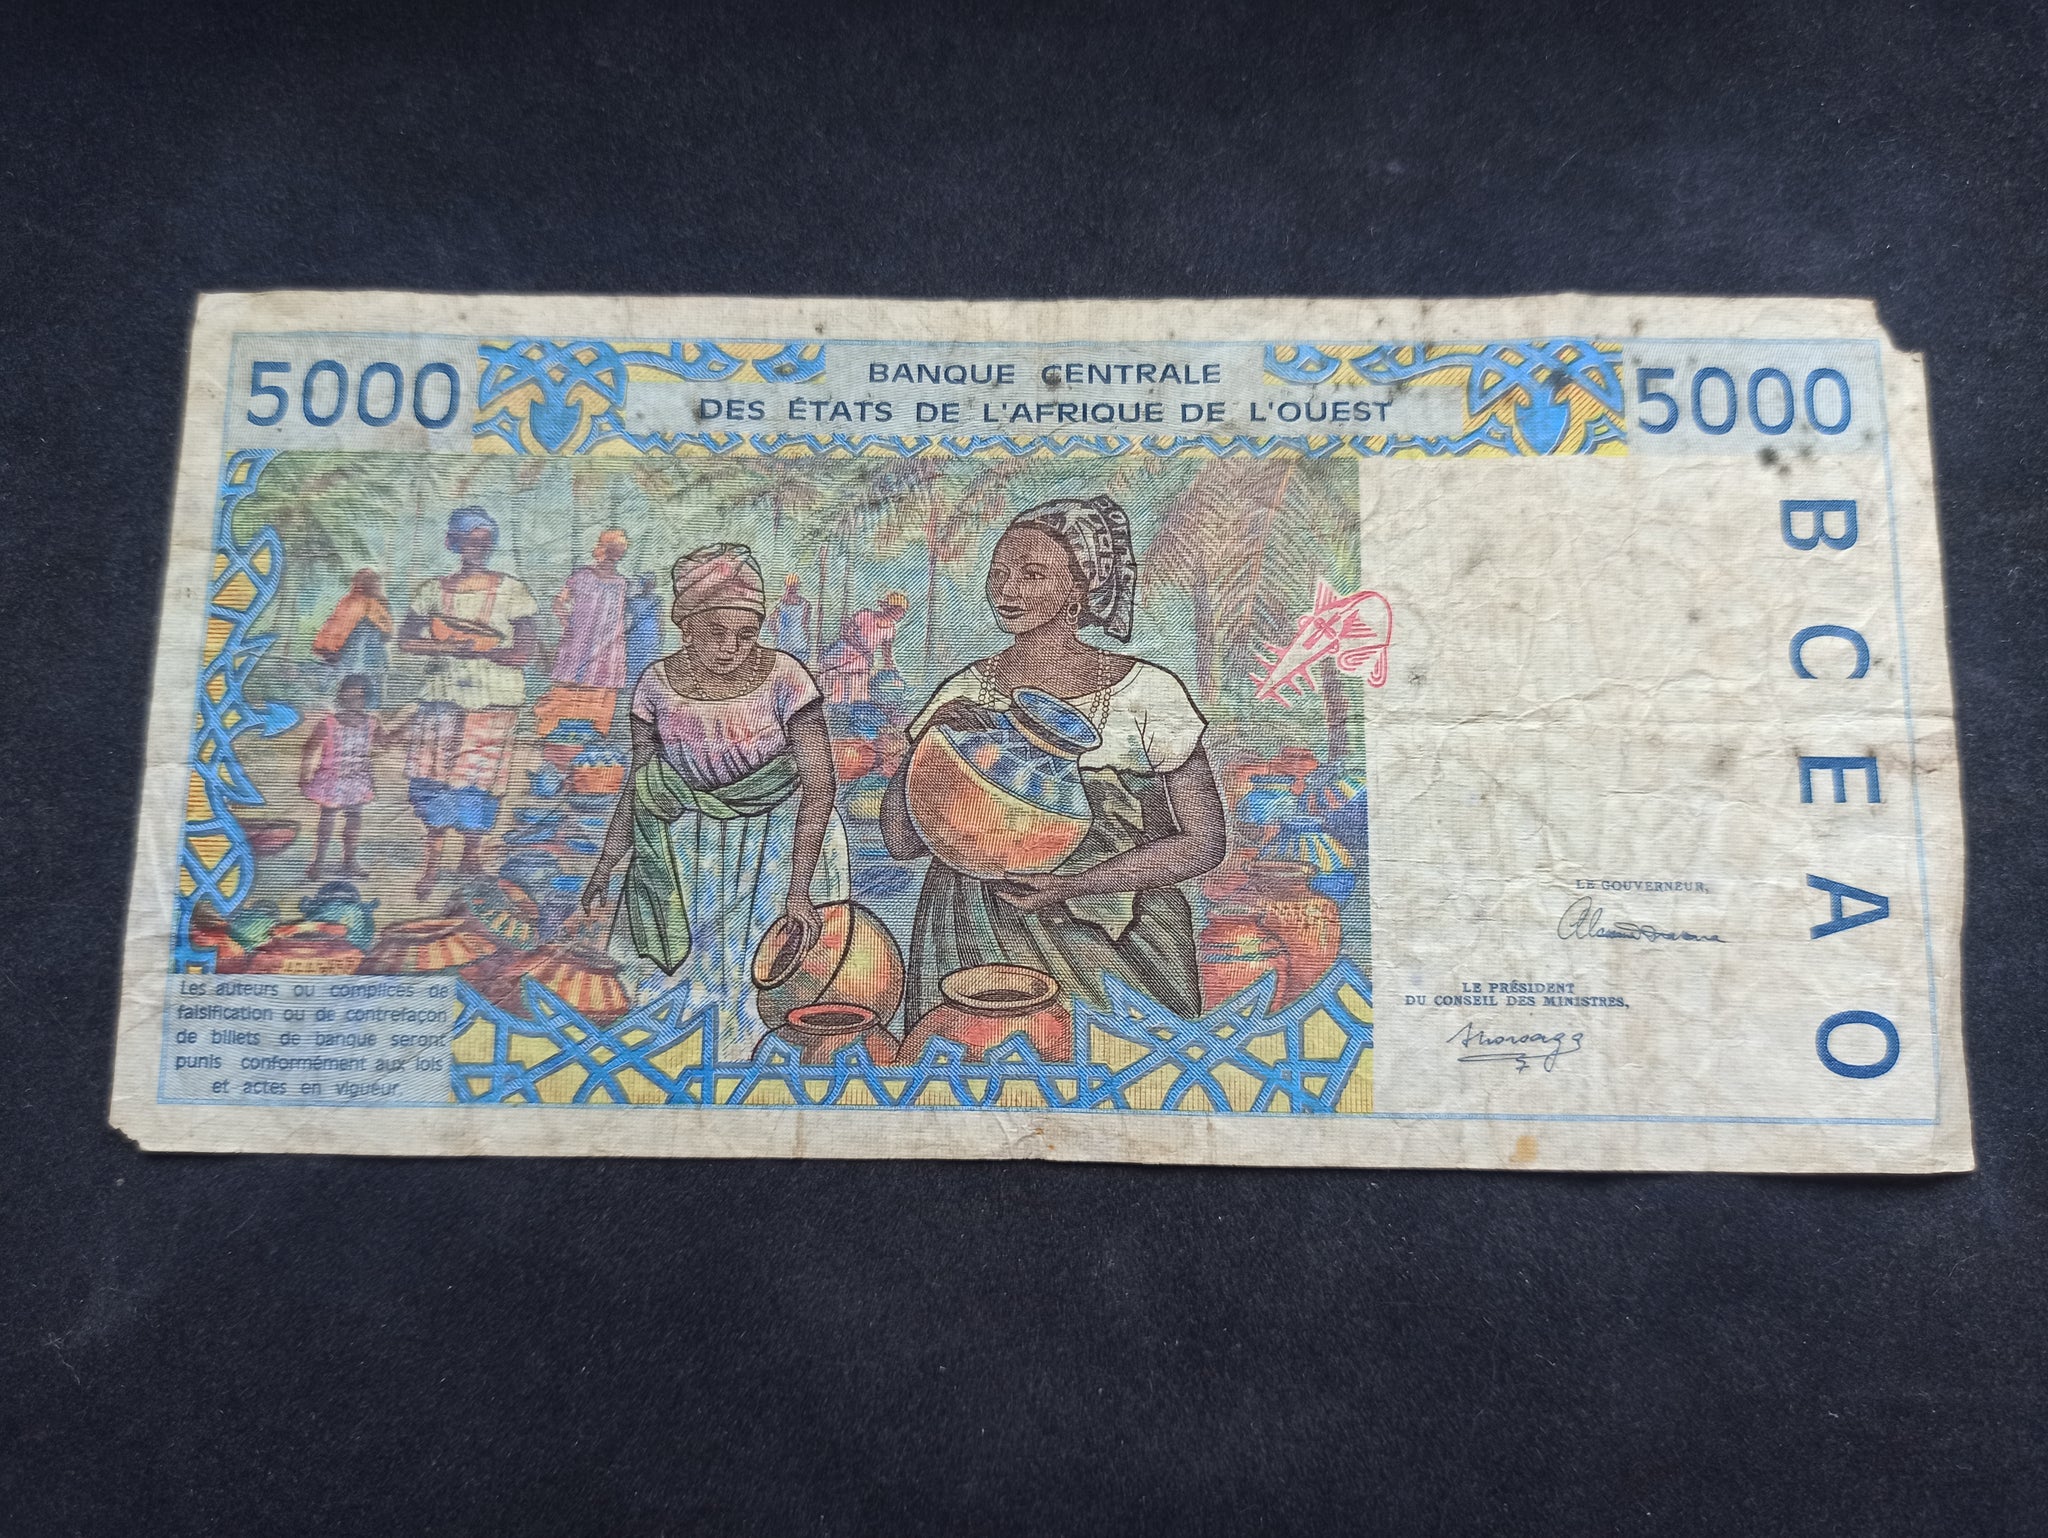 5000
BANQUE CENTRALE
DES ÉTATS DE L'AFRIQUE DE L'OUEST
5000
BCEAO
LE GOUVERNEUR,
LE PRÉSIDENT
DU CONSEIL DES MINISTRES,
Les auteurs ou complices de
falsification ou de contrefaçon
de billets de banque seront
punis conformément aux lois
et actes en vigueur.